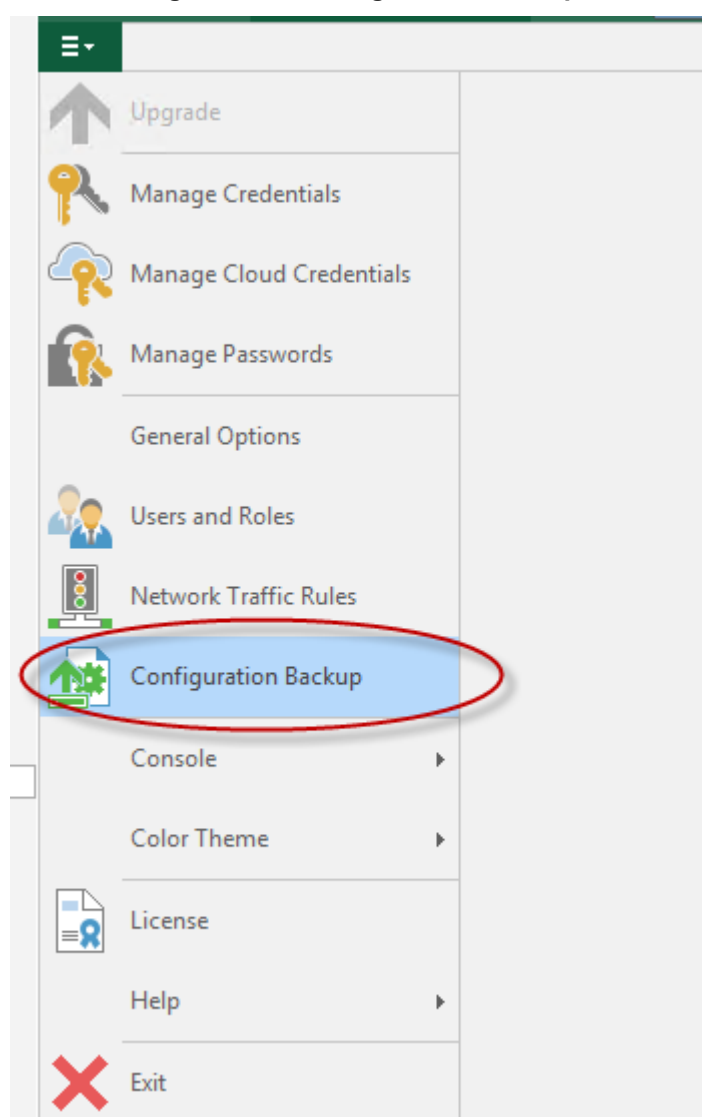 Upgrade
Manage Credentials
Manage Cloud Credentials
Manage Passwords
General Options
Users and Roles
Network Traffic Rules
Configuration Backup
Console
Color Theme
License
Help
Exit